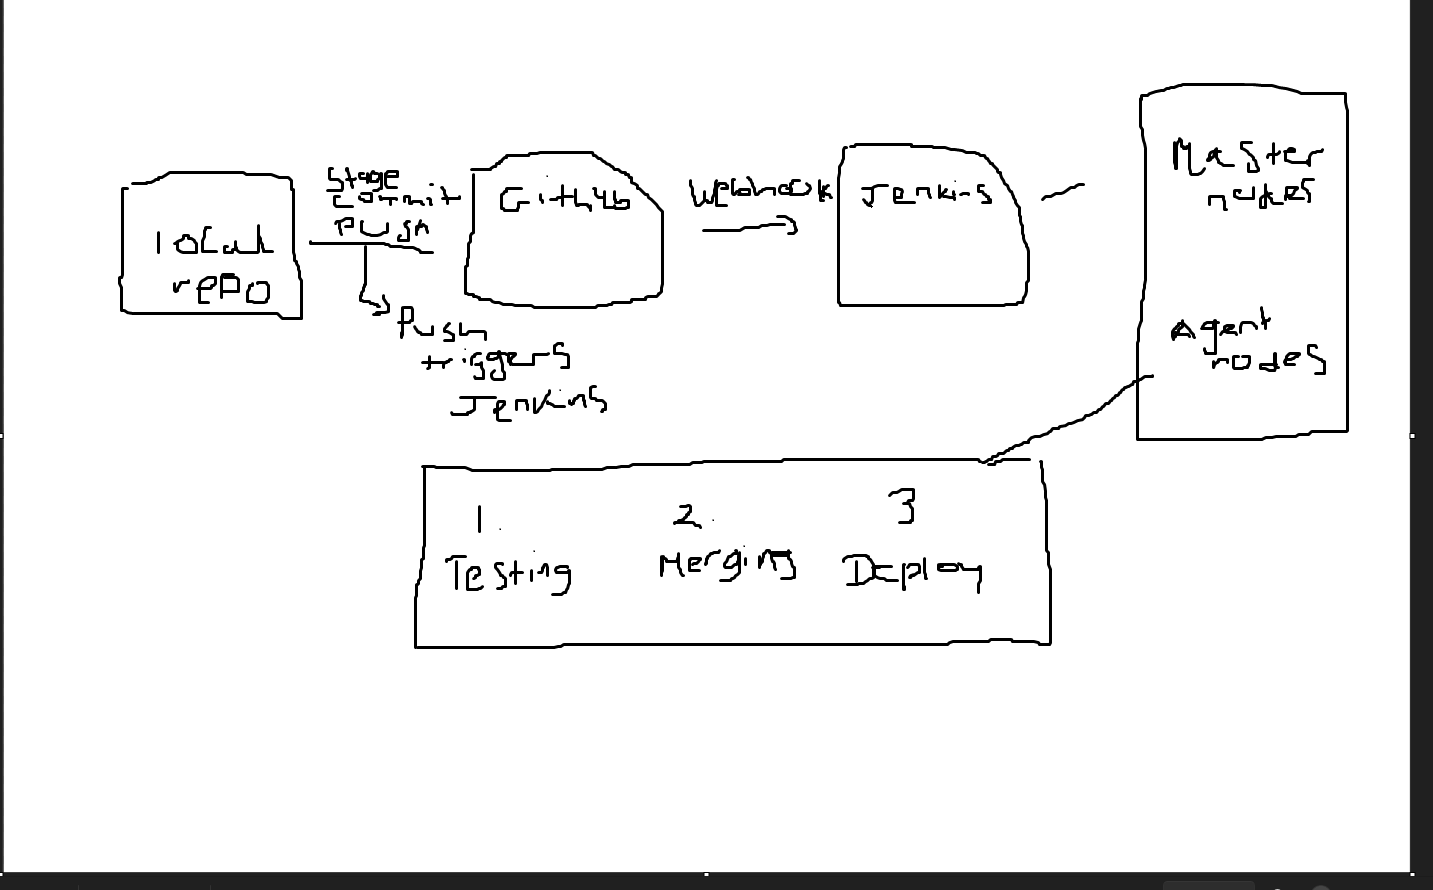 local
repo
Stage
commit
Push
Push
triggers
Jenkins
Github
Webhook
Jenkins
Master
nodes
Agent
nodes
1.
Testing
2.
Merging
3
Deploy